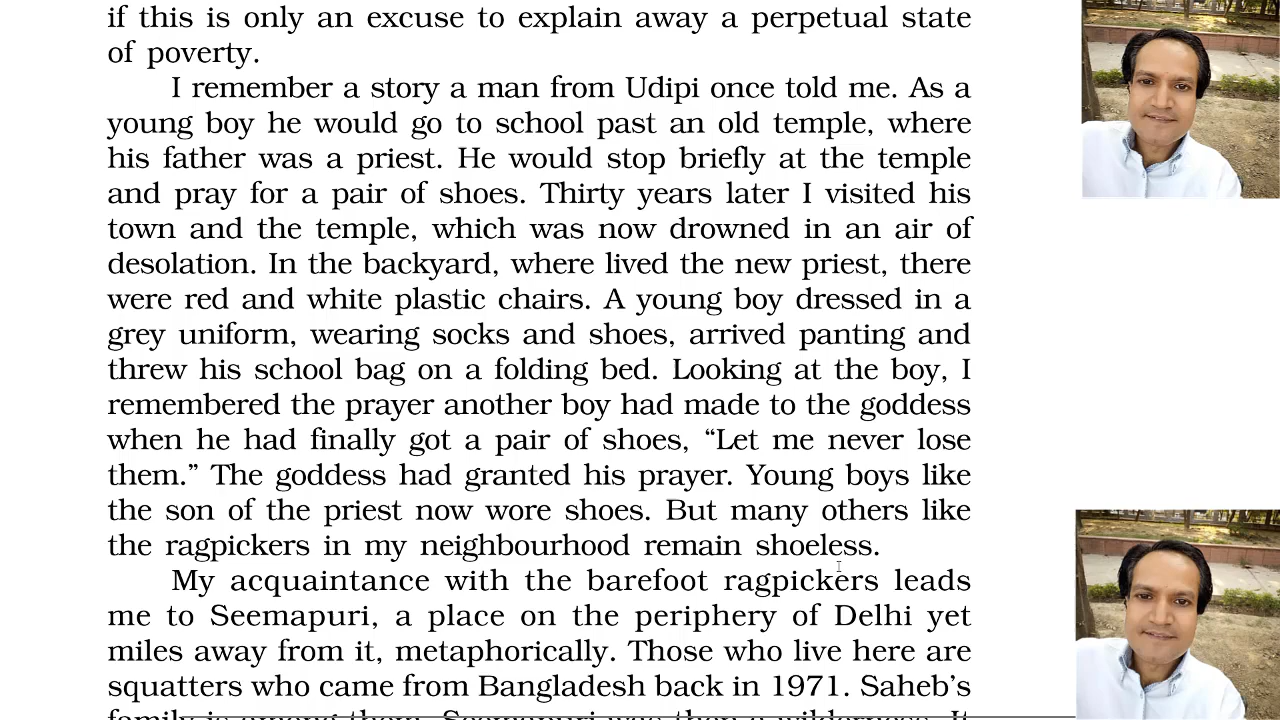 if this is only an excuse to explain away a perpetual state
of poverty.
I remember a story a man from Udipi once told me. As a
young boy he would go to school past an old temple, where
his father was a priest. He would stop briefly at the temple
and pray for a pair of shoes. Thirty years later I visited his
town and the temple, which was now drowned in an air of
desolation. In the backyard, where lived the new priest, there
were red and white plastic chairs. A young boy dressed in a
grey uniform, wearing socks and shoes, arrived panting and
threw his school bag on a folding bed. Looking at the boy, I
remembered the prayer another boy had made to the goddess
when he had finally got a pair of shoes, “Let me never lose
them.” The goddess had granted his prayer. Young boys like
the son of the priest now wore shoes. But many others like
the ragpickers in my neighbourhood remain shoeless.
My acquaintance with the barefoot ragpickers leads
me to Seemapuri, a place on the periphery of Delhi yet
miles away from it, metaphorically. Those who live here are
squatters who came from Bangladesh back in 1971. Saheb’s
family is among them. Seemapuri was then a wilderness. It